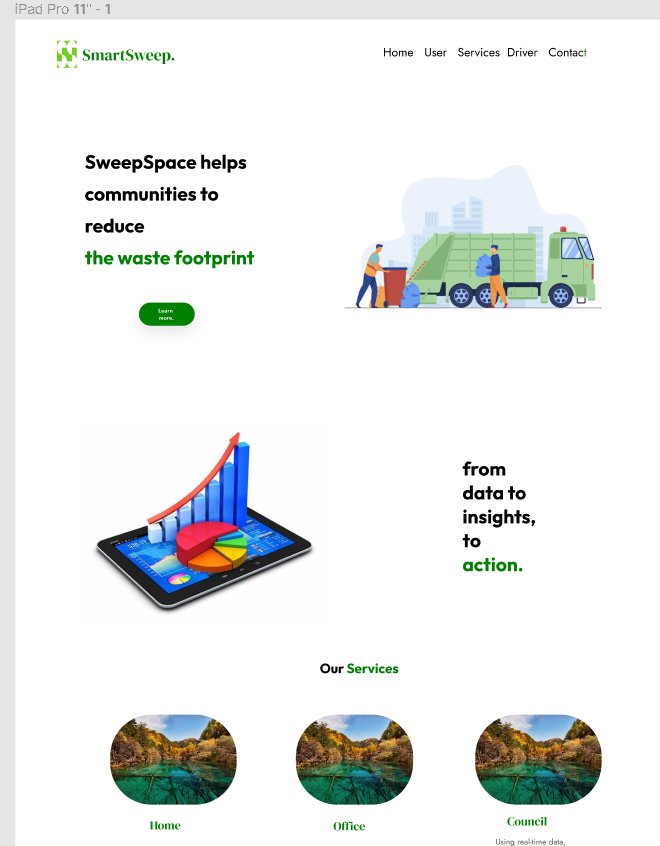 iPad Pro 11" - 1
SmartSweep.
Home User Services Driver Contact
SweepSpace helps
communities to
reduce
the waste footprint
Learn
more.
from
data to
insights,
to
action.
Our Services
Home
Office
Council
Using real-time data,